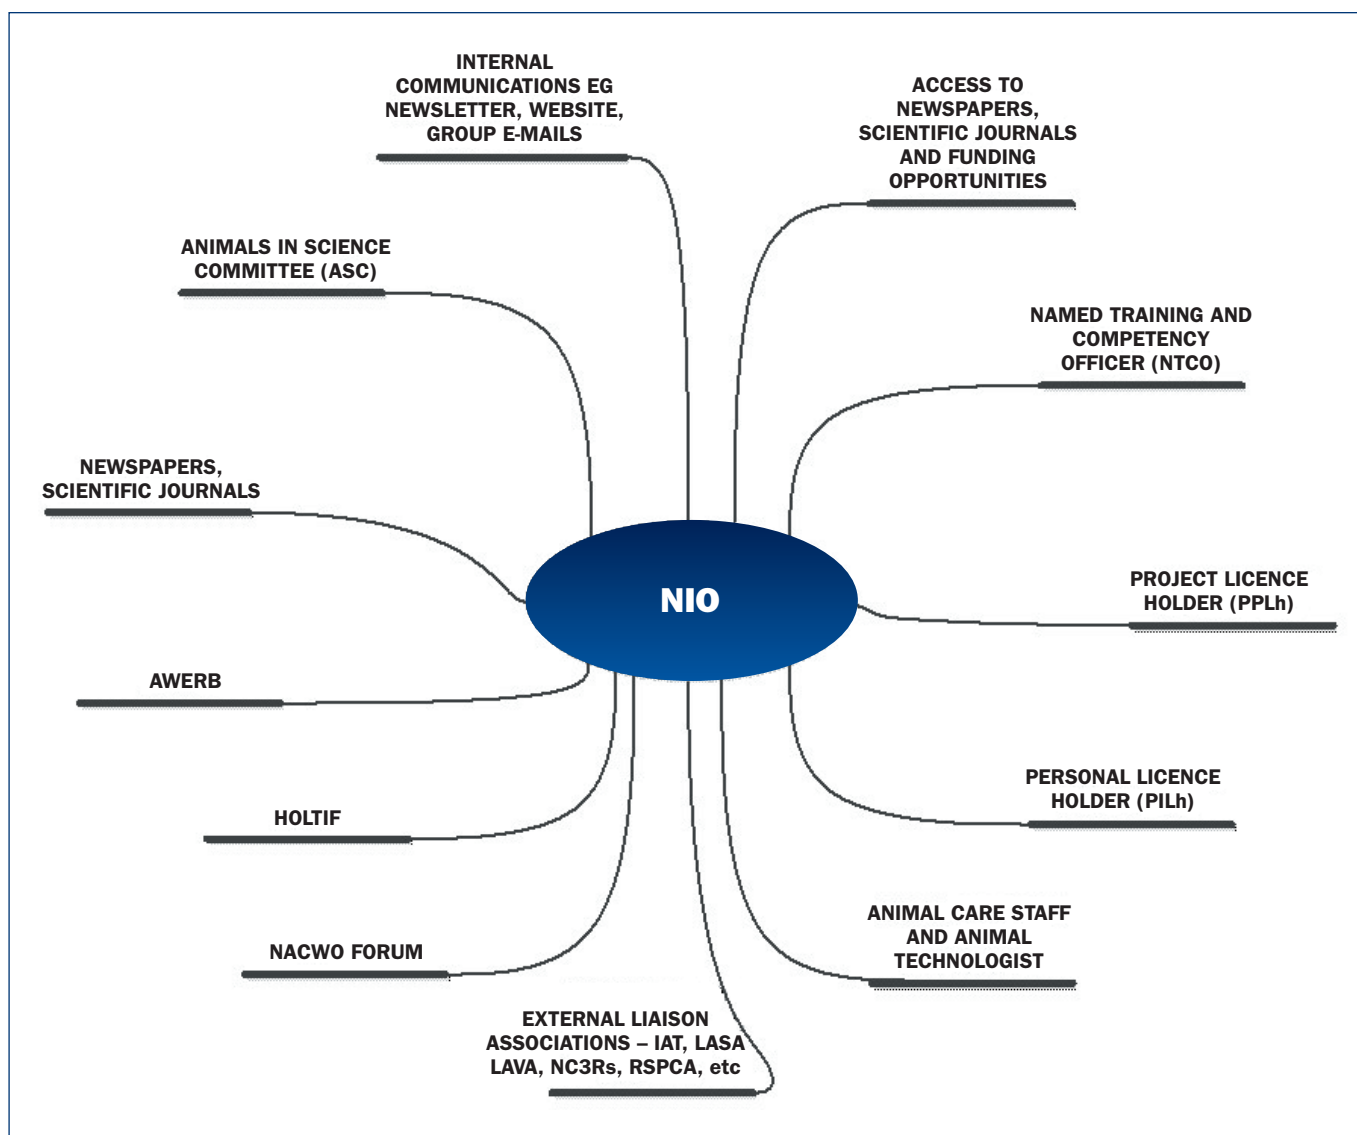 INTERNAL
COMMUNICATIONS EG
NEWSLETTER, WEBSITE,
GROUP E-MAILS
ACCESS TO
NEWSPAPERS,
SCIENTIFIC JOURNALS
AND FUNDING
OPPORTUNITIES
ANIMALS IN SCIENCE
COMMITTEE (ASC)
NAMED TRAINING AND
COMPETENCY
OFFICER (NTCO)
NEWSPAPERS,
SCIENTIFIC JOURNALS
NIO
PROJECT LICENCE
HOLDER (PPLh)
AWERB
PERSONAL LICENCE
HOLDER (PILh)
HOLTIF
ANIMAL CARE STAFF
AND ANIMAL
TECHNOLOGIST
NACWO FORUM
EXTERNAL LIAISON
ASSOCIATIONS – IAT, LASA
LAVA, NC3Rs, RSPCA, etc